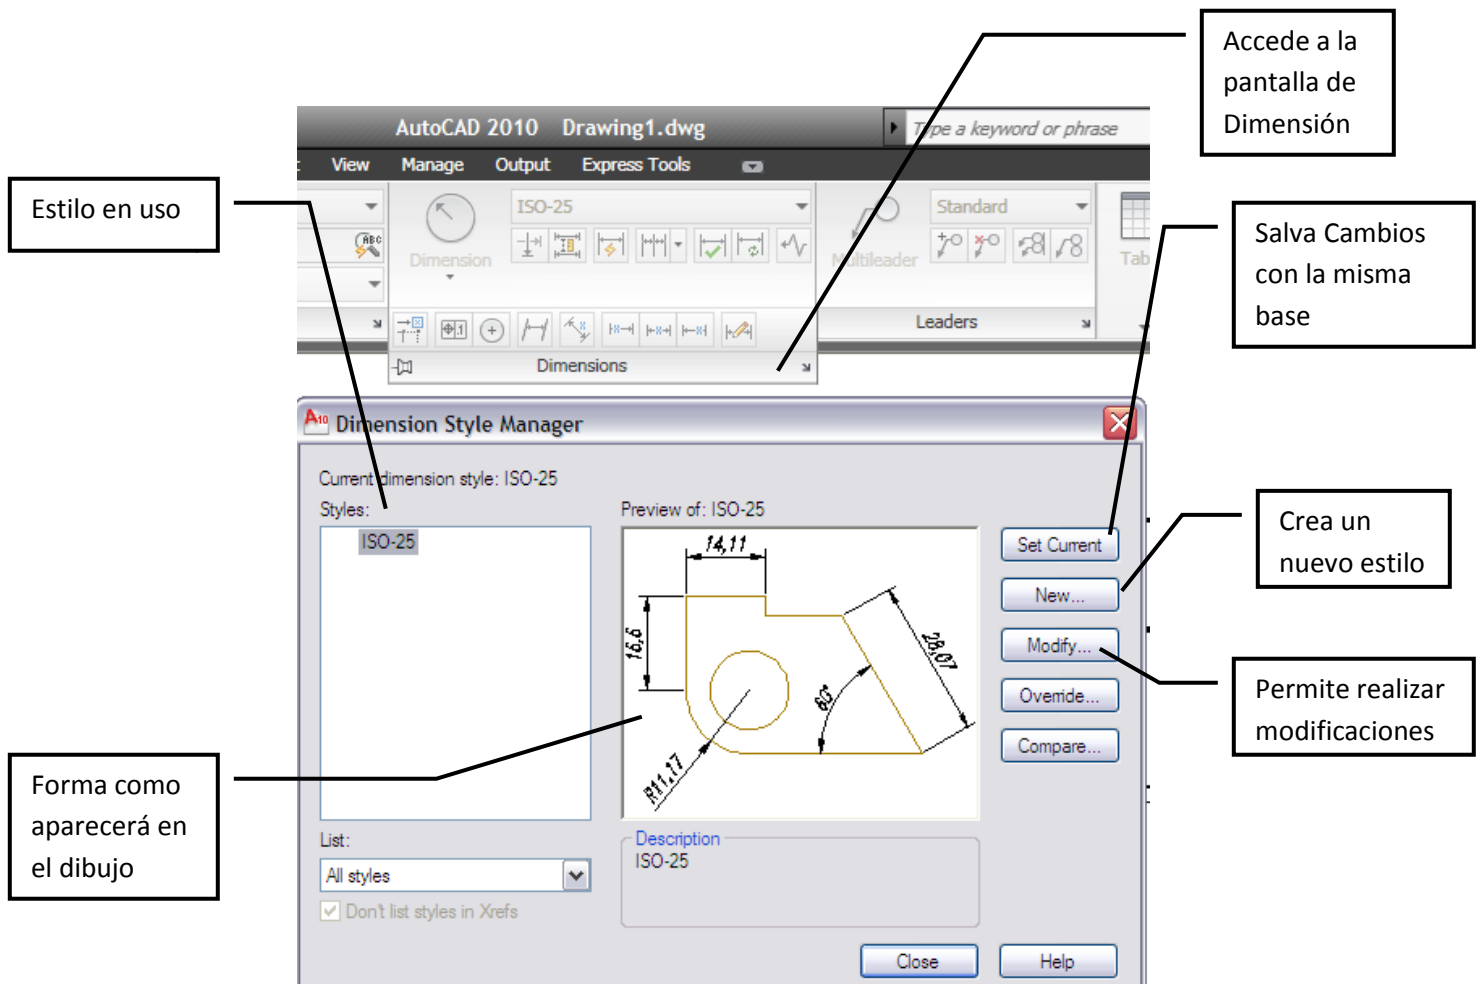 Accede a la
pantalla de
Dimensión
AutoCAD 2010 Drawing1.dwg
Type a keyword or phrase
View Manage Output Express Tools
Estilo en uso
ISO-25
Standard
ABC
Dimension
Multileader
Tab
Salva Cambios
con la misma
base
.1
Leaders
Dimensions
A10 Dimension Style Manager
Current dimension style: ISO-25
Styles:
ISO-25
Preview of: ISO-25
14,11
16,6
28,07
60°
R11,17
Set Current
New...
Modify...
Override...
Compare...
Crea un
nuevo estilo
Permite realizar
modificaciones
Forma como
aparecerá en
el dibujo
List:
All styles
Don't list styles in Xrefs
Description
ISO-25
Close
Help